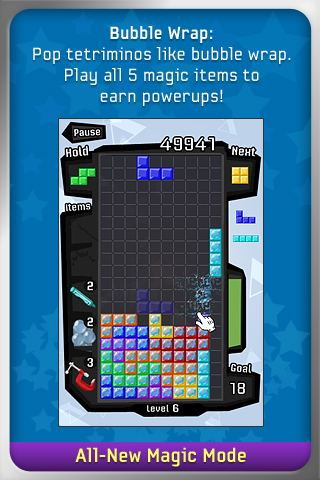 Bubble Wrap:
Pop tetriminos like bubble wrap.
Play all 5 magic items to
earn powerups!
Pause
49941
Hold
Next
Items
2
2
3
Goal
18
Level 6
All-New Magic Mode